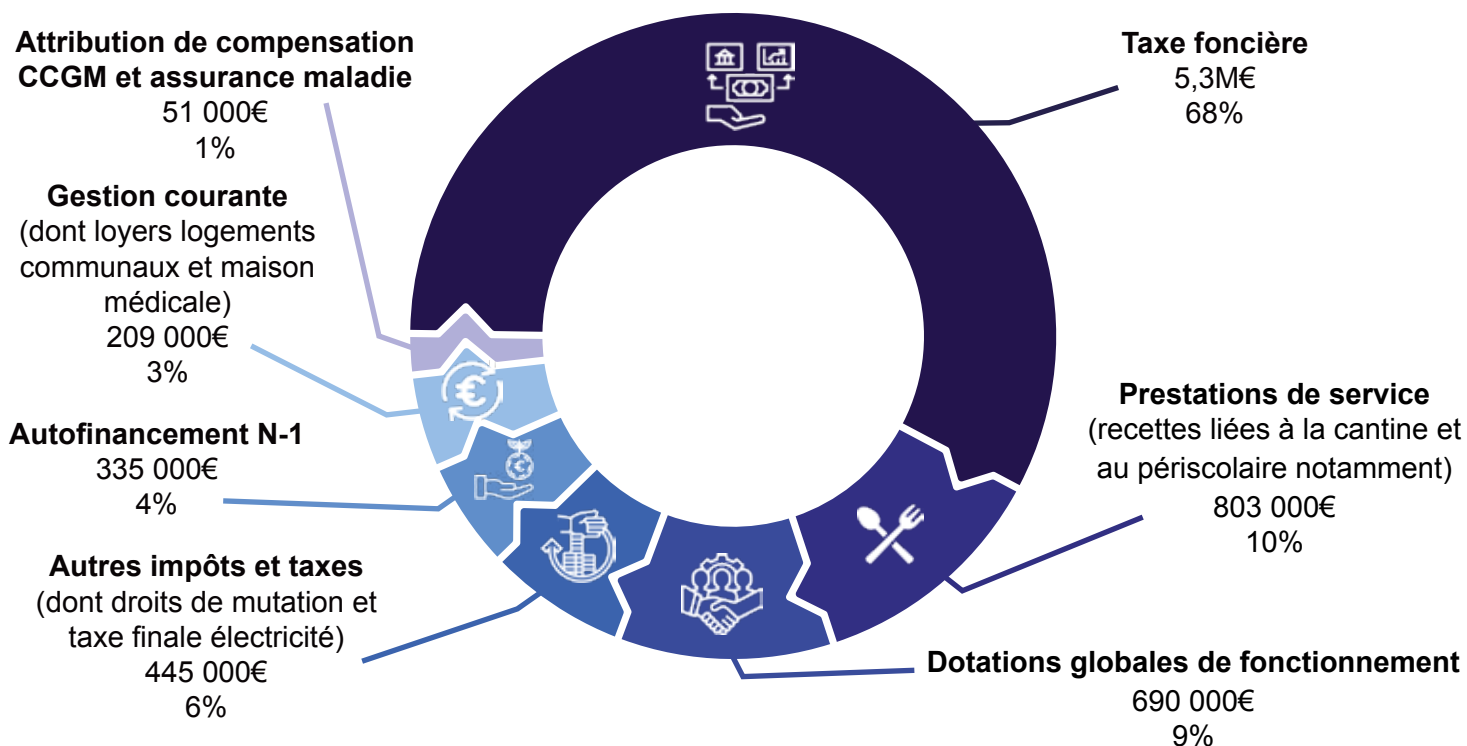 Attribution de compensation
CCGM et assurance maladie
51 000€
1%
Gestion courante
(dont loyers logements
communaux et maison
médicale)
209 000€
3%
Autofinancement N-1
335 000€
4%
Autres impôts et taxes
(dont droits de mutation et
taxe finale électricité)
445 000€
6%
Taxe foncière
5,3M€
68%
Prestations de service
(recettes liées à la cantine et
au périscolaire notamment)
803 000€
10%
Dotations globales de fonctionnement
690 000€
9%